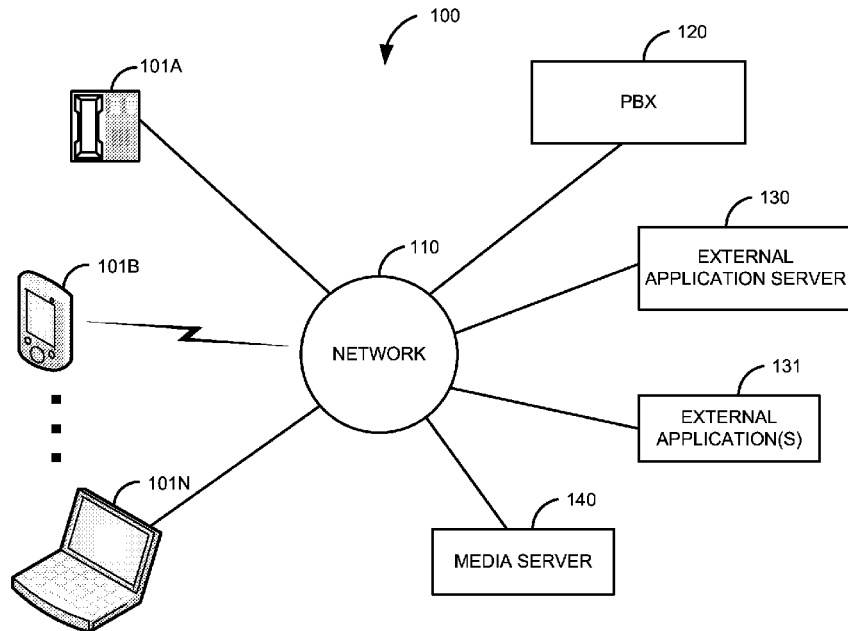 100
101A
120
PBX
130
EXTERNAL
APPLICATION SERVER
101B
110
NETWORK
131
EXTERNAL
APPLICATION(S)
101N
140
MEDIA SERVER